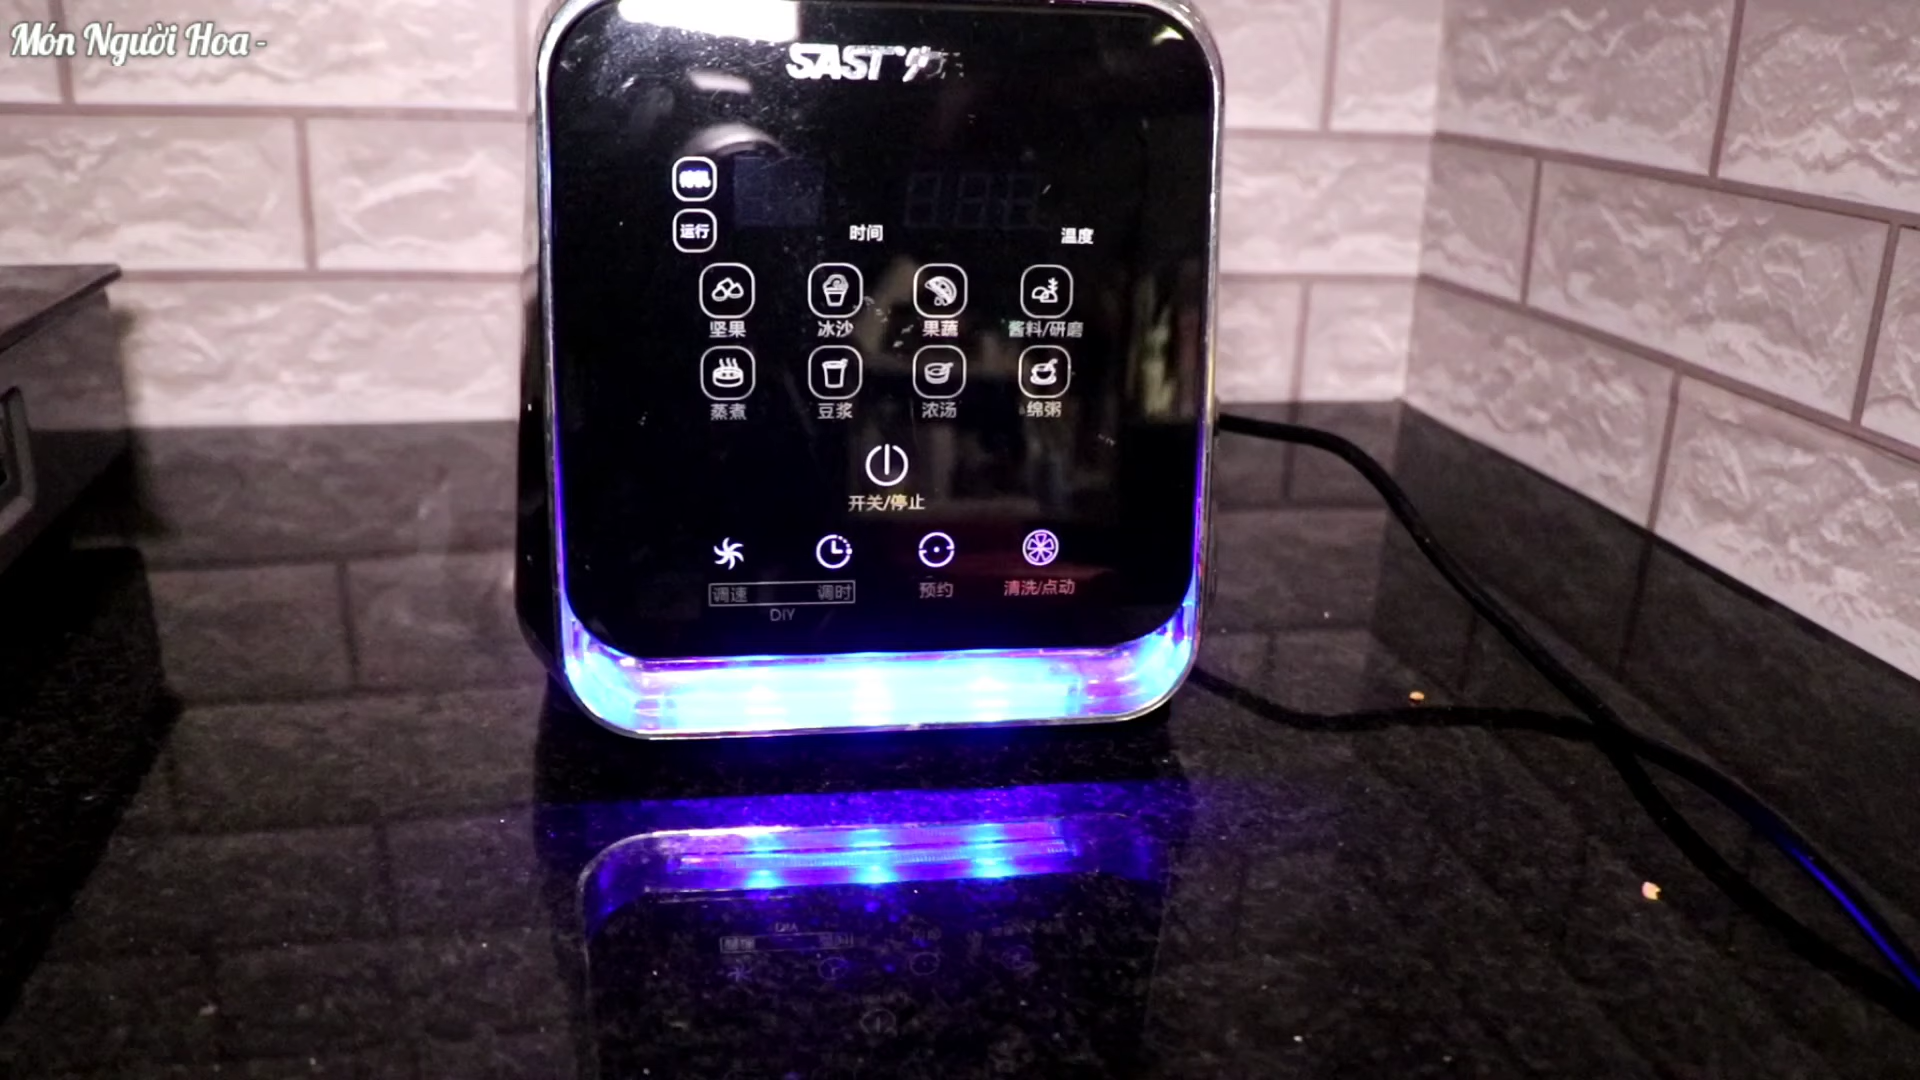 Món Người Hoa -
SAST
运行
时间
温度
坚果
冰沙
果蔬
酱料/研磨
蒸煮
豆浆
浓汤
绵粥
开关/停止
调速
调时
预约
清洗/点动
DIY